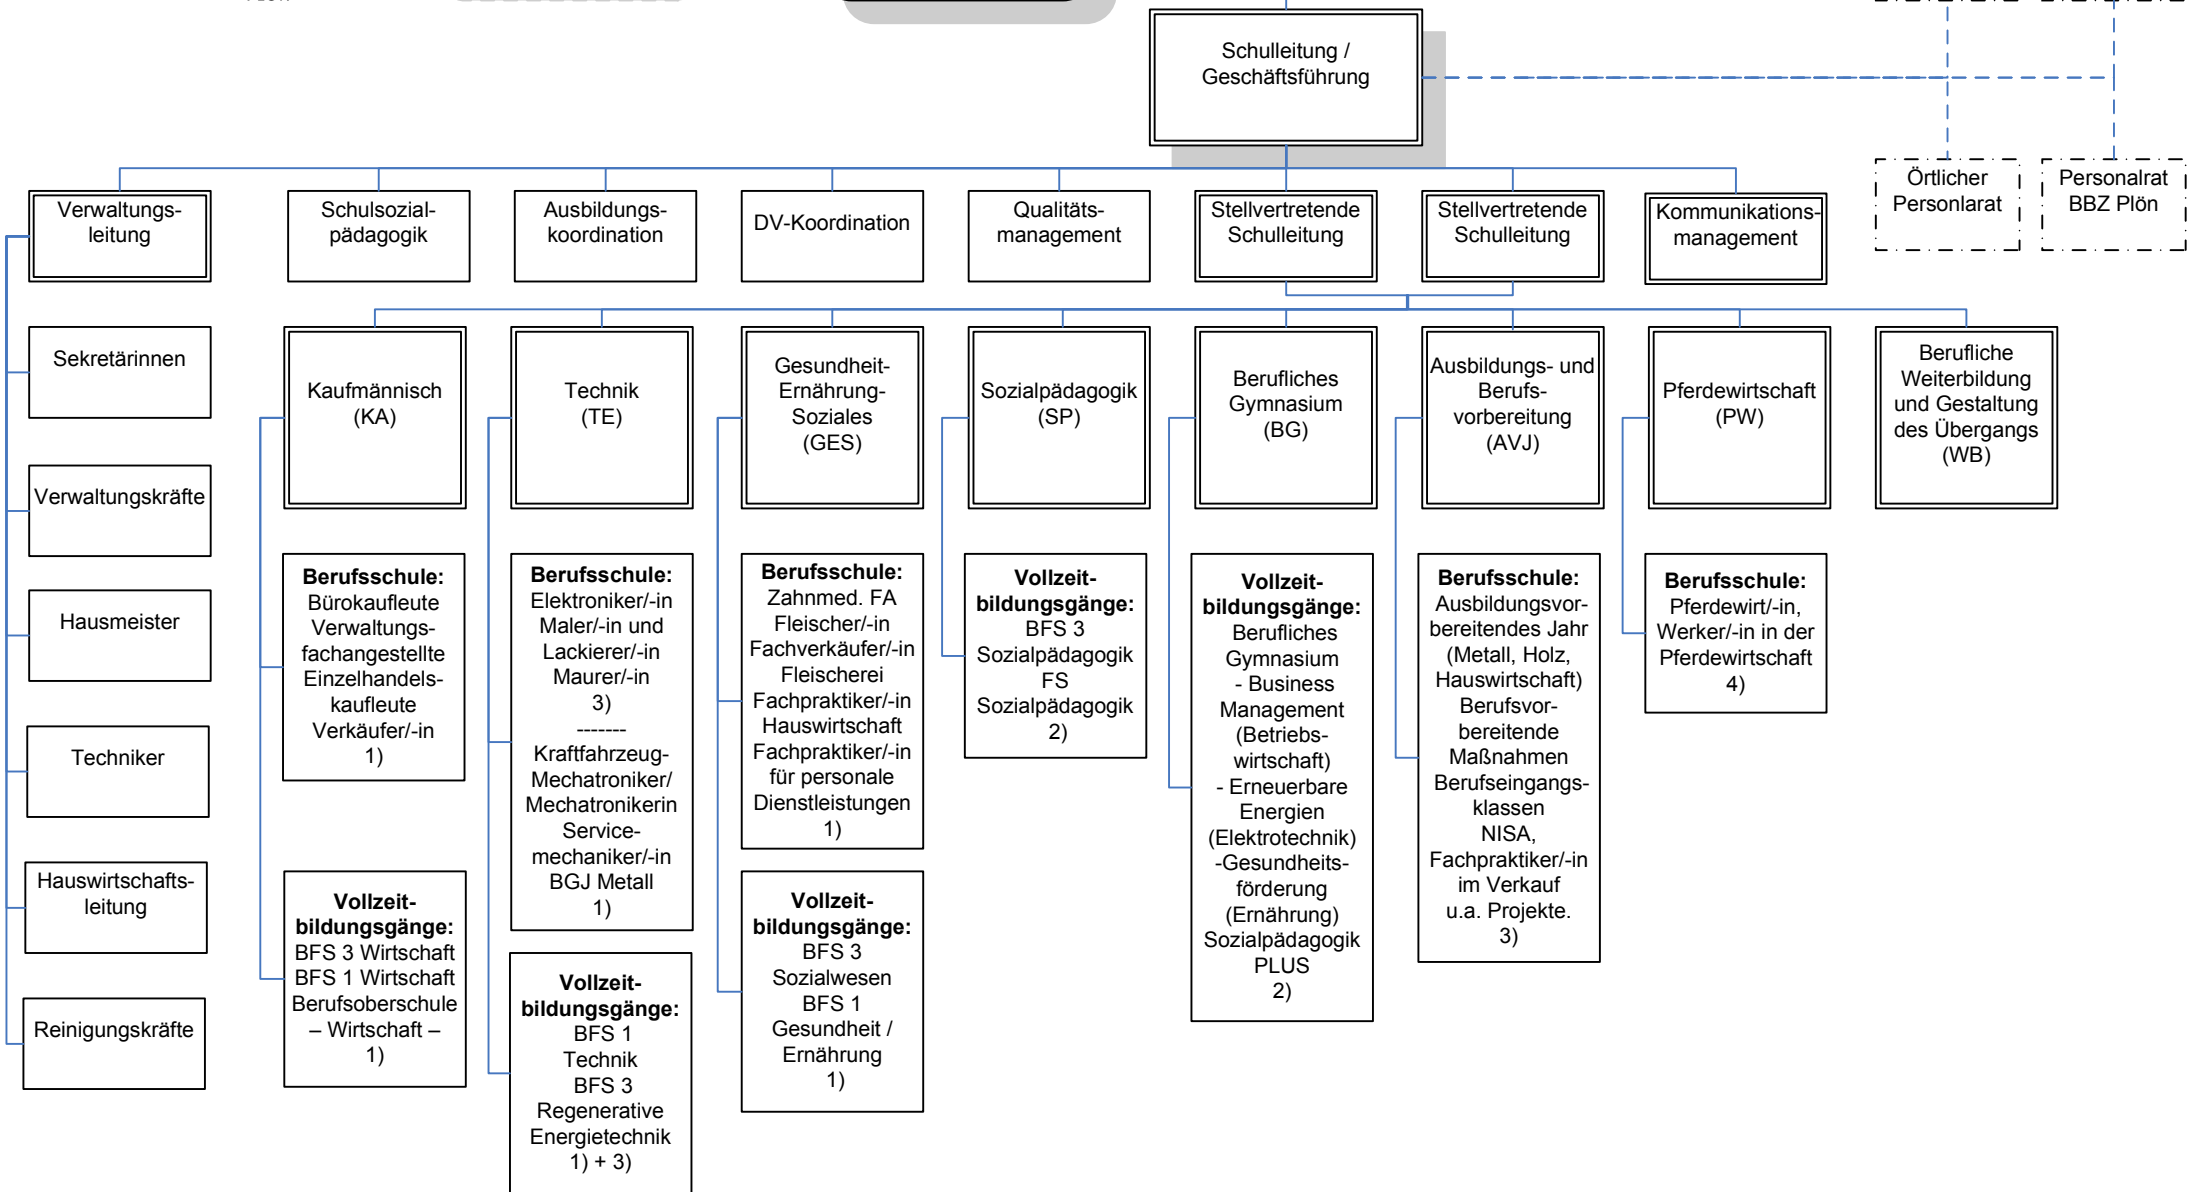 Schulleitung /
Geschäftsführung
Örtlicher
Personlarat
Personalrat
BBZ Plön
Verwaltungs-
leitung
Schulsozial-
pädagogik
Ausbildungs-
koordination
DV-Koordination
Qualitäts-
management
Stellvertretende
Schulleitung
Stellvertretende
Schulleitung
Kommunikations-
management
Sekretärinnen
Verwaltungskräfte
Hausmeister
Techniker
Hauswirtschafts-
leitung
Reinigungskräfte
Kaufmännisch
(KA)
Technik
(TE)
Gesundheit-
Ernährung-
Soziales
(GES)
Sozialpädagogik
(SP)
Berufliches
Gymnasium
(BG)
Ausbildungs- und
Berufs-
vorbereitung
(AVJ)
Pferdewirtschaft
(PW)
Berufliche
Weiterbildung
und Gestaltung
des Übergangs
(WB)
Berufsschule:
Bürokaufleute
Verwaltungs-
fachangestellte
Einzelhandels-
kaufleute
Verkäufer/-in
1)
Vollzeit-
bildungsgänge:
BFS 3 Wirtschaft
BFS 1 Wirtschaft
Berufsoberschule
– Wirtschaft –
1)
Berufsschule:
Elektroniker/-in
Maler/-in und
Lackierer/-in
Maurer/-in
3)
-------
Kraftfahrzeug-
Mechatroniker/
Mechatronikerin
Service-
mechaniker/-in
BGJ Metall
1)
Vollzeit-
bildungsgänge:
BFS 1
Technik
BFS 3
Regenerative
Energietechnik
1) + 3)
Berufsschule:
Zahnmed. FA
Fleischer/-in
Fachverkäufer/-in
Fleischerei
Fachpraktiker/-in
Hauswirtschaft
Fachpraktiker/-in
für personale
Dienstleistungen
1)
Vollzeit-
bildungsgänge:
BFS 3
Sozialwesen
BFS 1
Gesundheit /
Ernährung
1)
Vollzeit-
bildungsgänge:
BFS 3
Sozialpädagogik
FS
Sozialpädagogik
2)
Vollzeit-
bildungsgänge:
Berufliches
Gymnasium
- Business
Management
(Betriebs-
wirtschaft)
- Erneuerbare
Energien
(Elektrotechnik)
-Gesundheits-
förderung
(Ernährung)
Sozialpädagogik
PLUS
2)
Berufsschule:
Ausbildungsvor-
bereitendes Jahr
(Metall, Holz,
Hauswirtschaft)
Berufsvor-
bereitende
Maßnahmen
Berufseingangs-
klassen
NISA,
Fachpraktiker/-in
im Verkauf
u.a. Projekte.
3)
Berufsschule:
Pferdewirt/-in,
Werker/-in in der
Pferdewirtschaft
4)